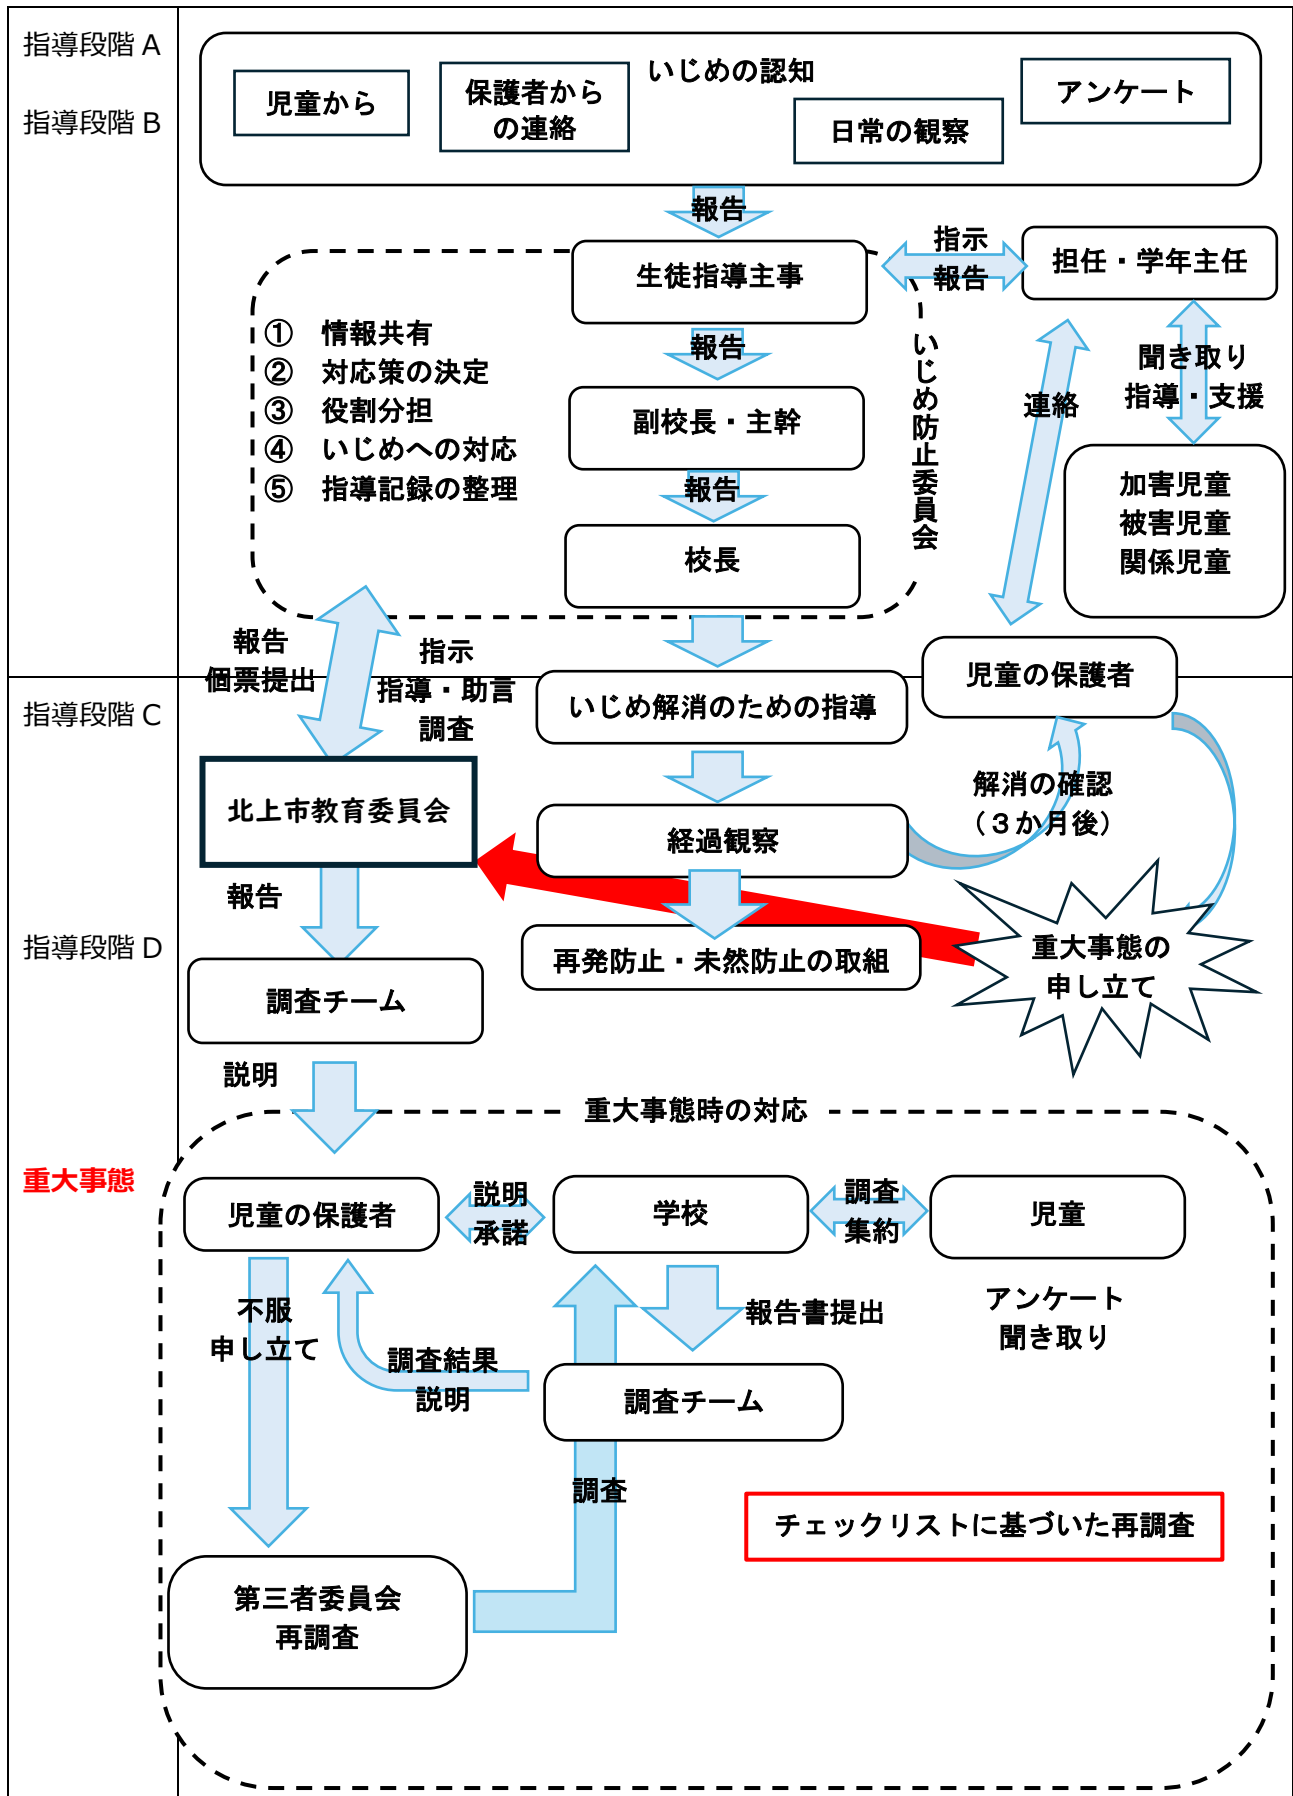 指導段階 A
指導段階 B
いじめの認知
児童から
保護者から
の連絡
日常の観察
アンケート
報告
生徒指導主事
指示
報告
担任・学年主任
① 情報共有
② 対応策の決定
③ 役割分担
④ いじめへの対応
⑤ 指導記録の整理
報告
副校長・主幹
報告
校長
いじめ防止委員会
連絡
聞き取り
指導・支援
加害児童
被害児童
関係児童
報告
個票提出
指示
指導・助言
調査
児童の保護者
指導段階 C
いじめ解消のための指導
北上市教育委員会
経過観察
解消の確認
（３か月後）
報告
指導段階 D
再発防止・未然防止の取組
重大事態の
申し立て
調査チーム
説明
重大事態時の対応
重大事態
児童の保護者
説明
承諾
学校
調査
集約
児童
アンケート
聞き取り
不服
申し立て
報告書提出
調査結果
説明
調査チーム
調査
チェックリストに基づいた再調査
第三者委員会
再調査